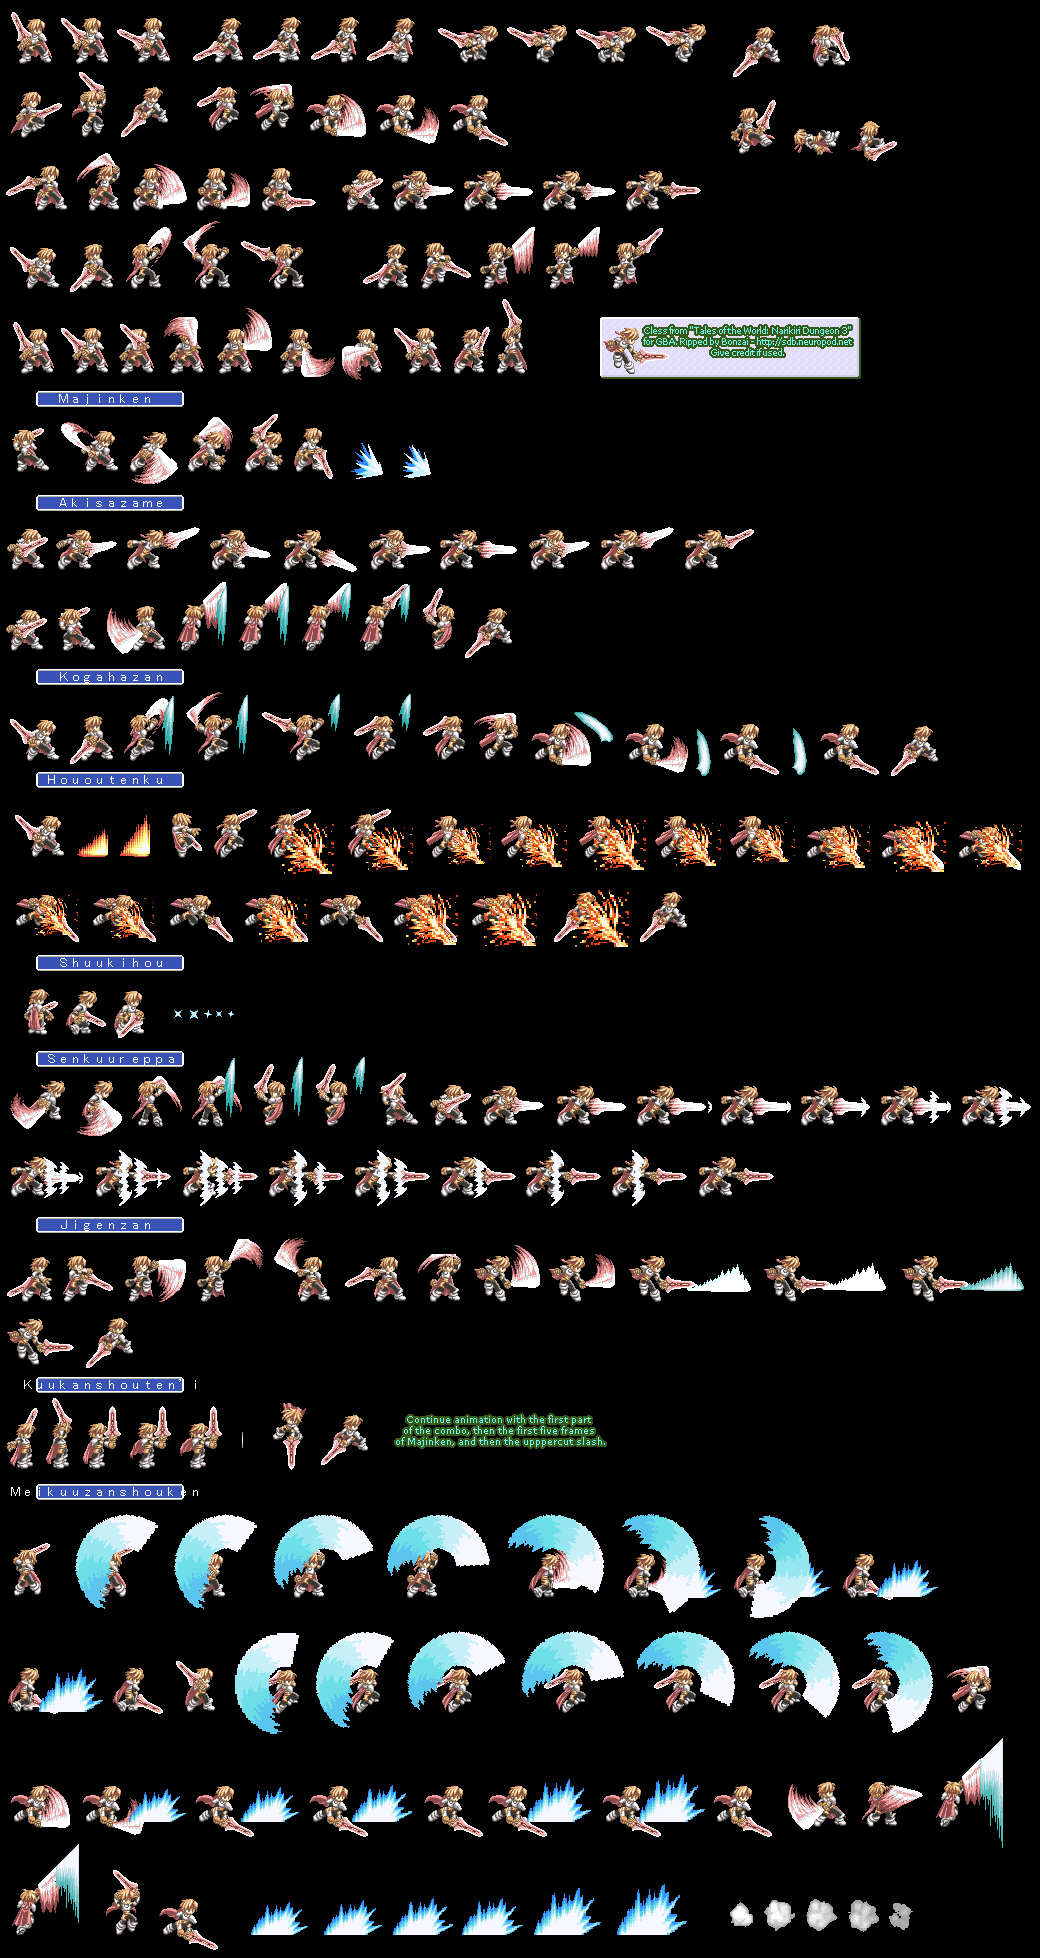 Cless from "Tales of the World: Narikiri Dungeon 3"
for GBA. Ripped by Bonzai - http://sdb.neuropod.net
Give credit if used.
Majinken
Akisazame
Kogahazan
Hououtenku
Shuukihou
Senkuureppa
Jigenzan
Kuukanshouten'i
Continue animation with the first part
of the combo, then the first five frames
of Majinken, and then the upppercut slash.
Meikuuzanshouken